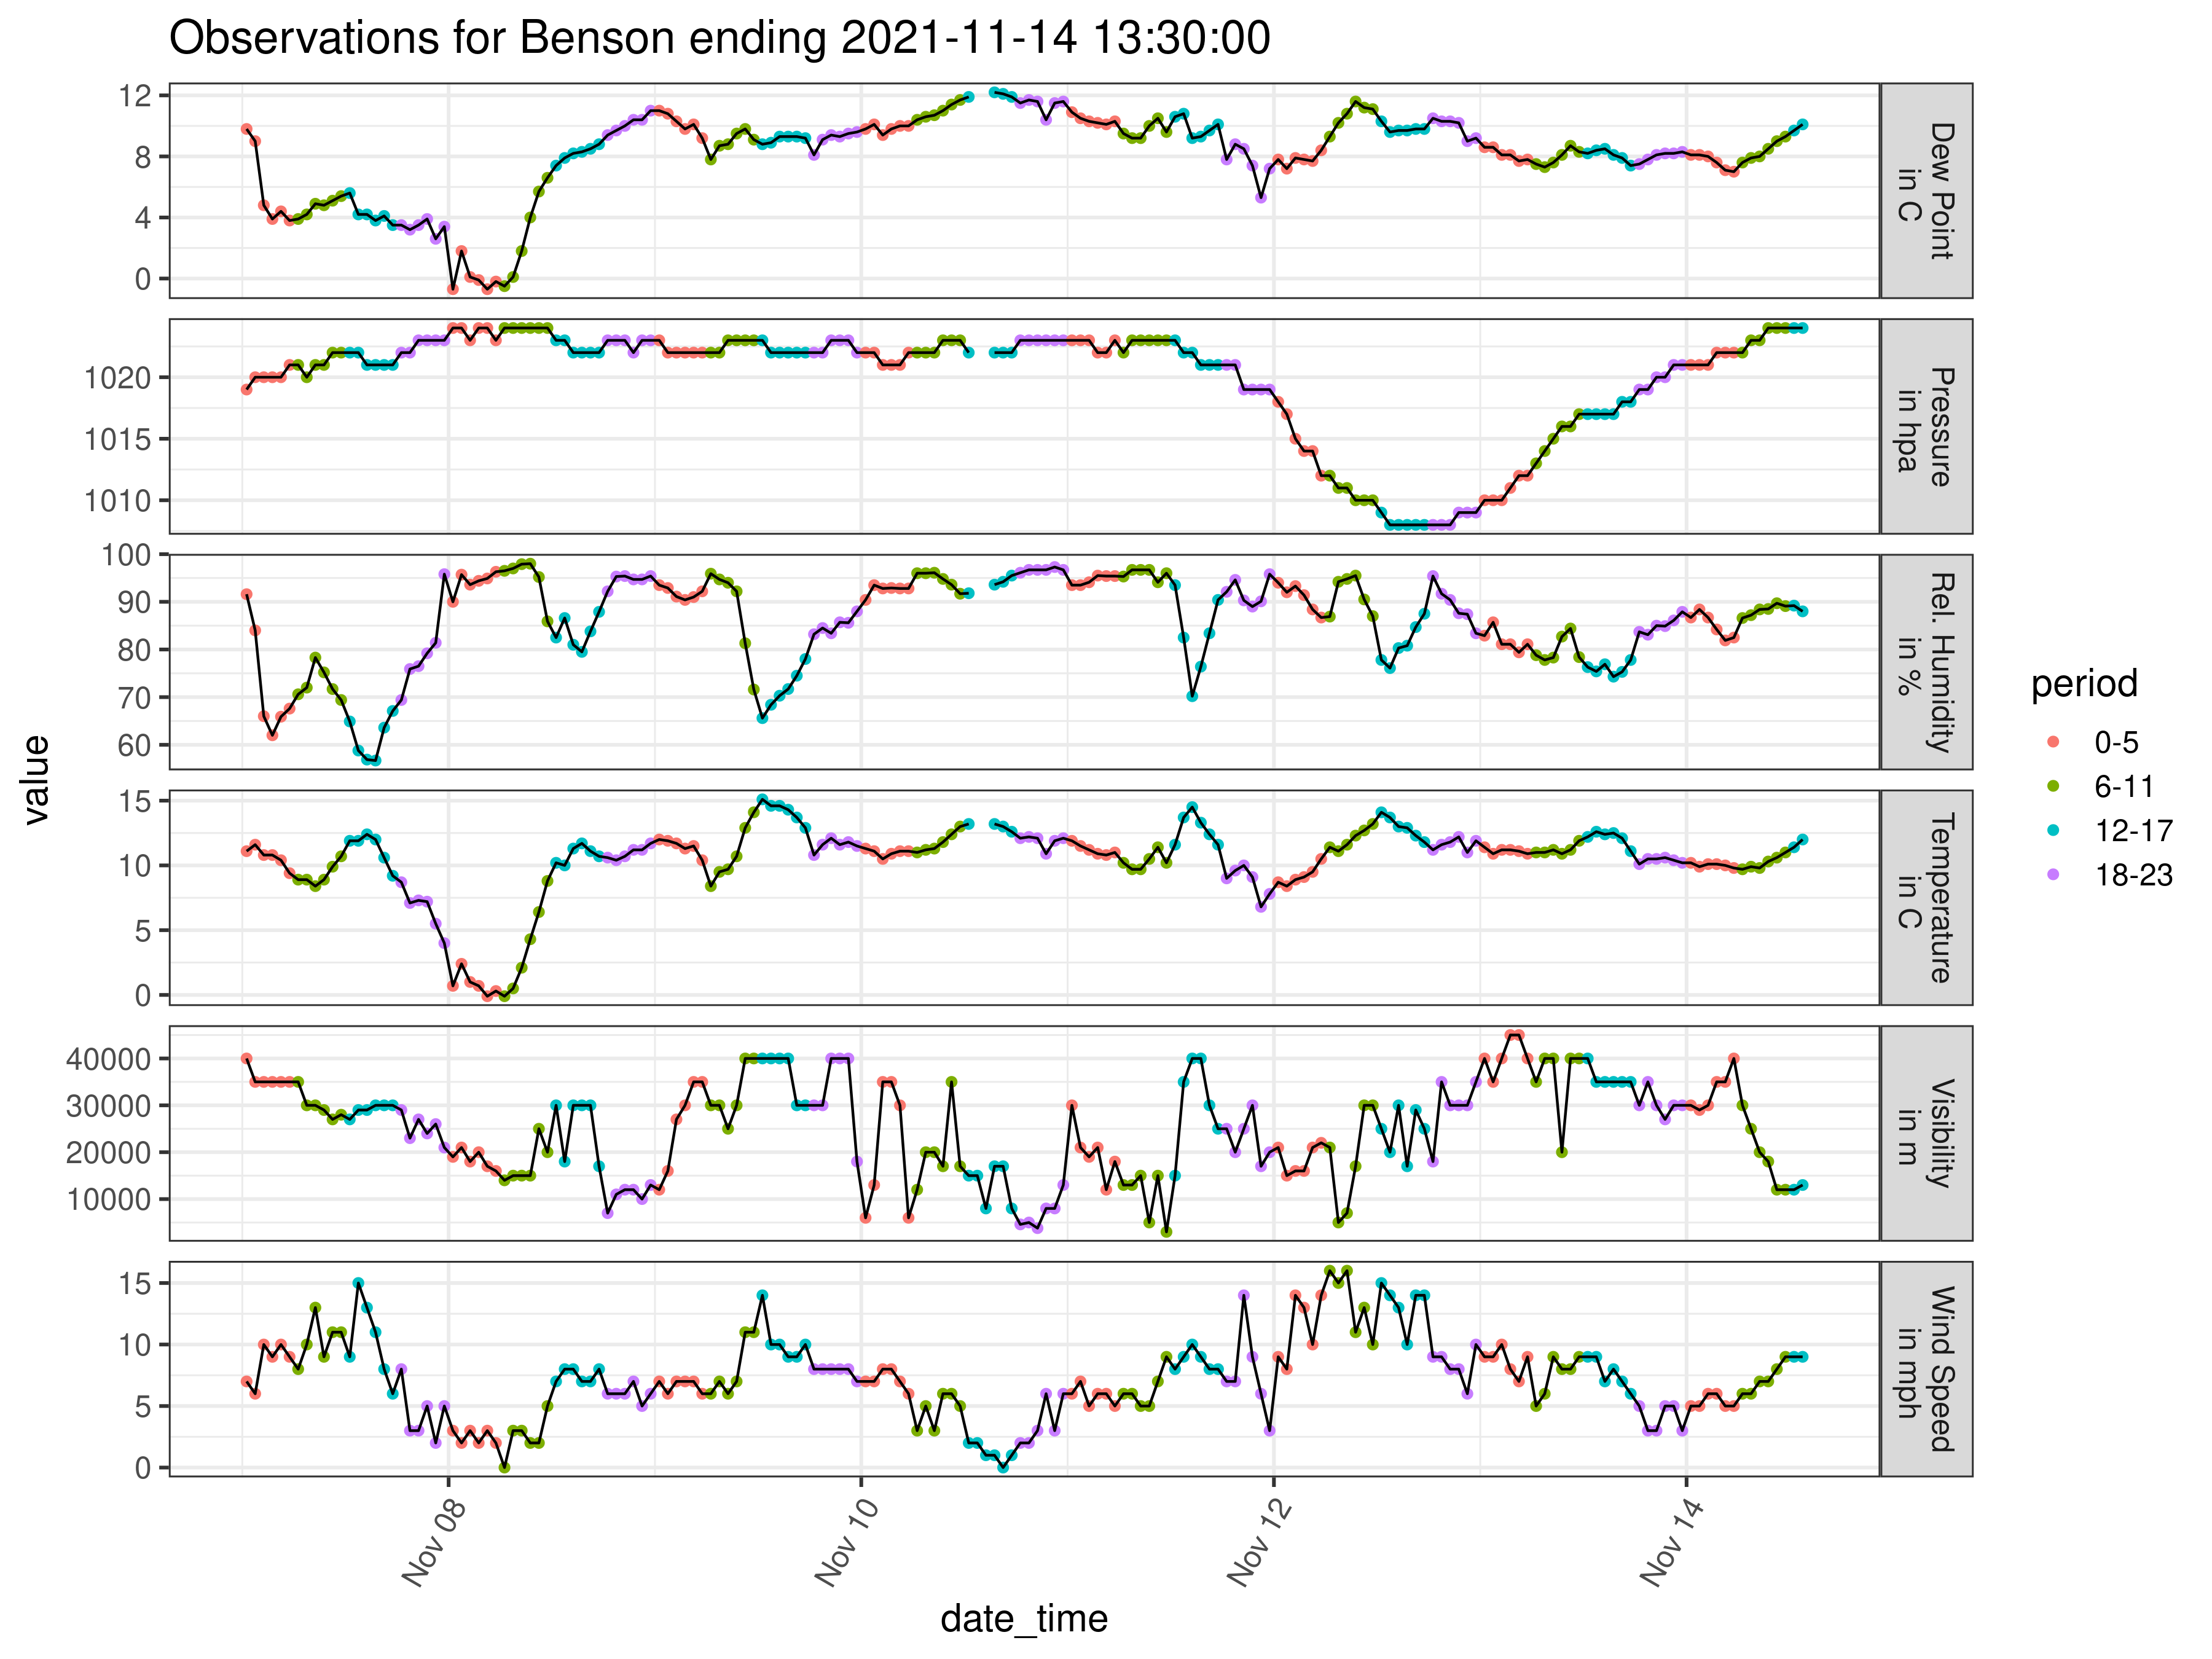 Observations for Benson ending 2021-11-14 13:30:00
value
12
8
4
0
Dew Point
in C
1020
1015
1010
Pressure
in hpa
100
90
80
70
60
Rel. Humidity
in %
15
10
5
0
Temperature
in C
40000
30000
20000
10000
Visibility
in m
15
10
5
0
Wind Speed
in mph
Nov 08
Nov 10
Nov 12
Nov 14
date_time
period
0-5
6-11
12-17
18-23